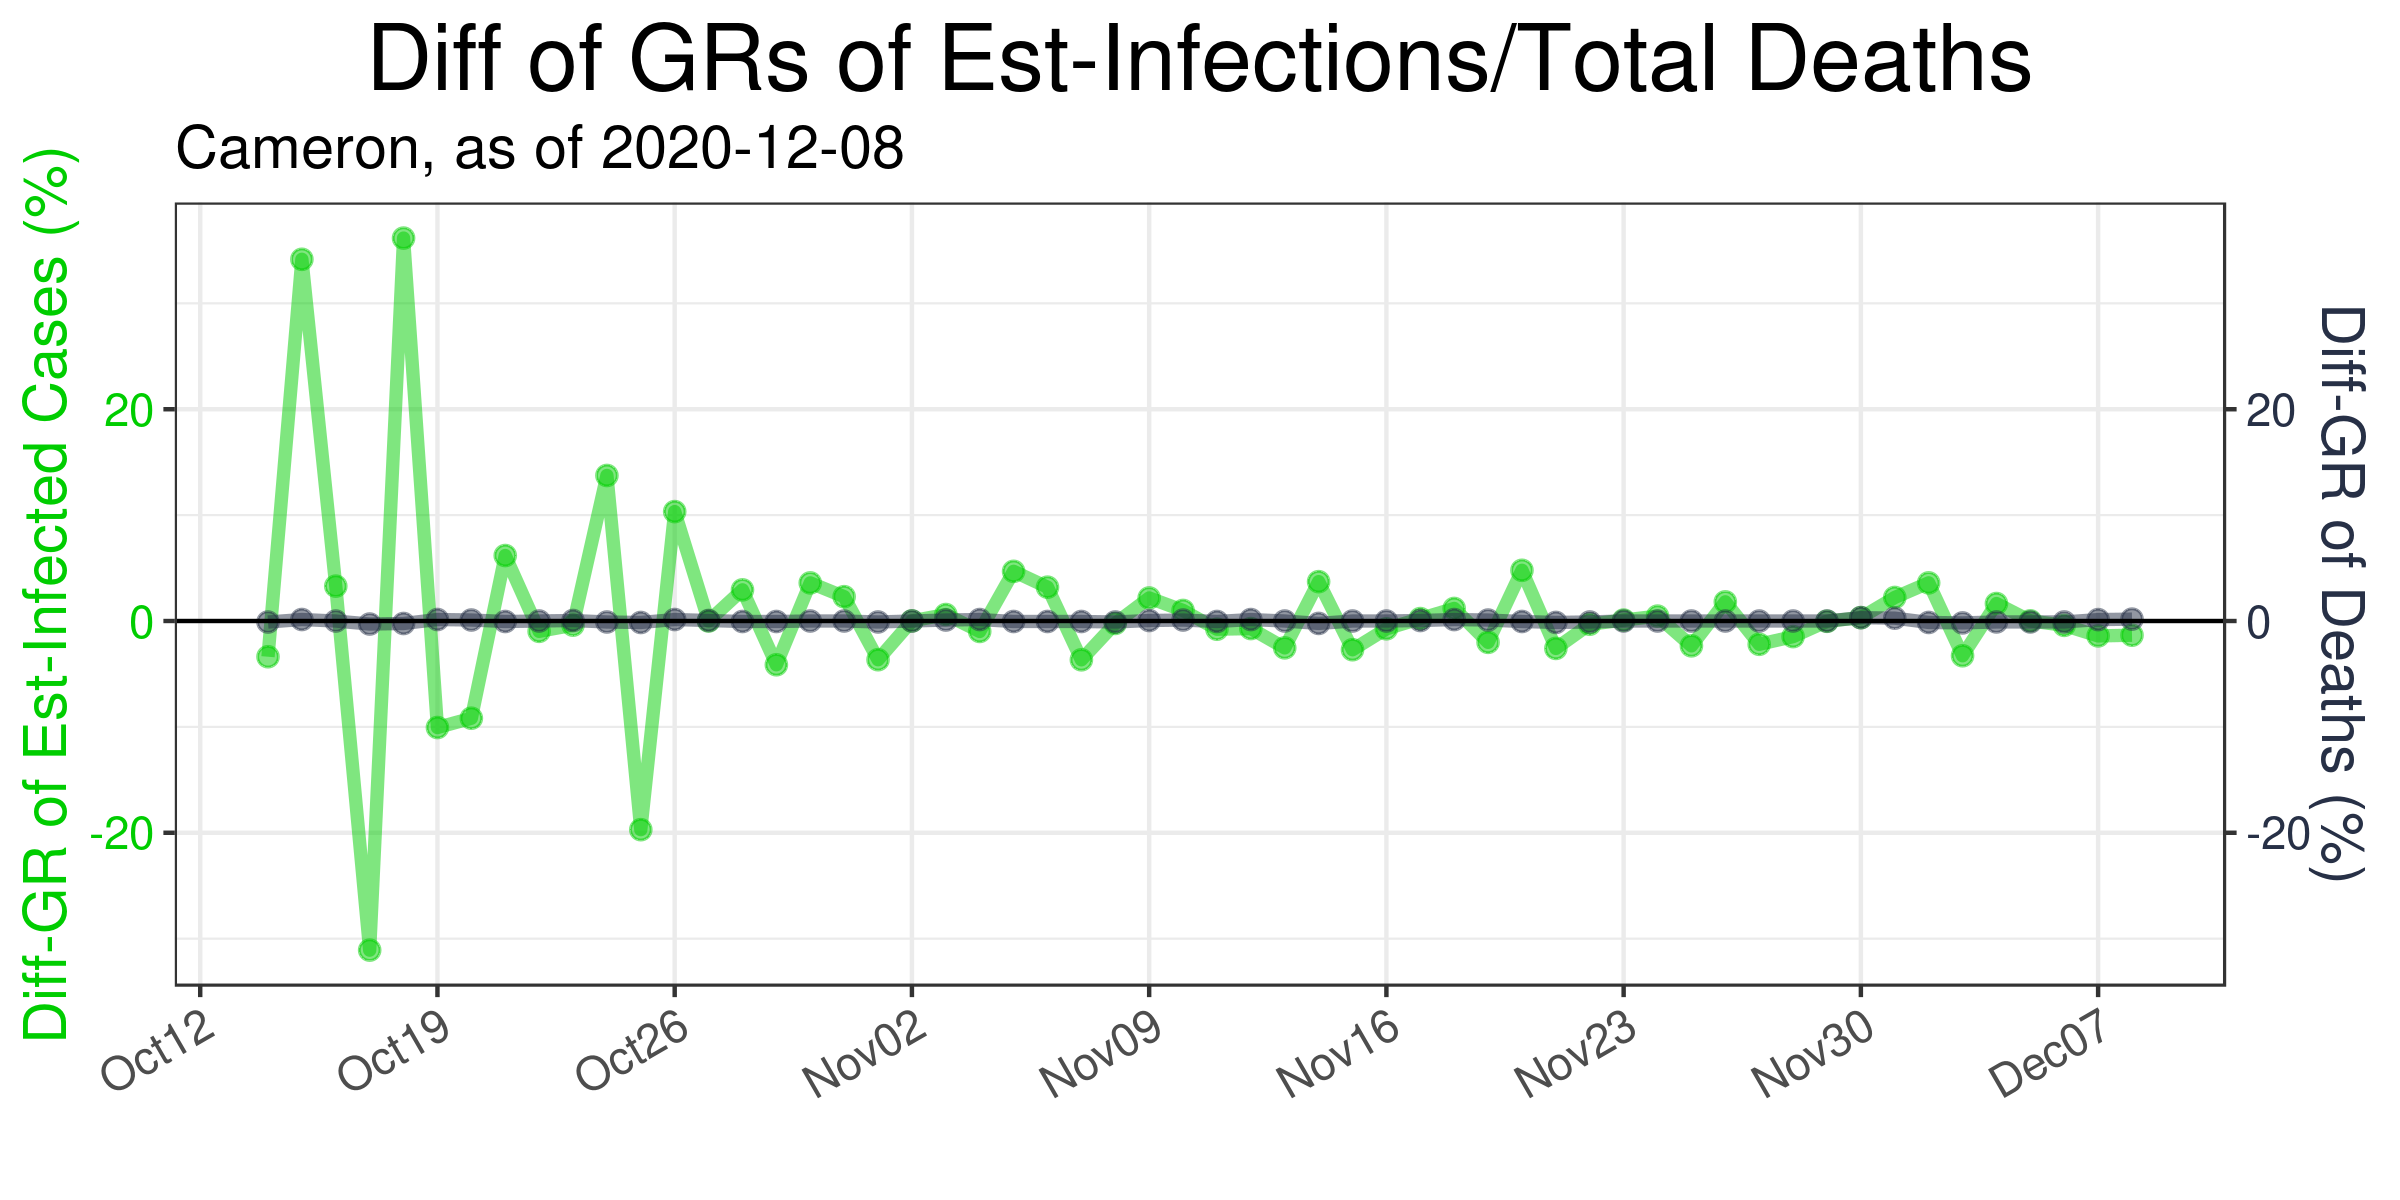 Diff of GRs of Est-Infections/Total Deaths
Cameron, as of 2020-12-08
Diff-GR of Est-Infected Cases (%)
20
0
-20
20
0
-20
Diff-GR of Deaths (%)
Oct12
Oct19
Oct26
Nov02
Nov09
Nov16
Nov23
Nov30
Dec07